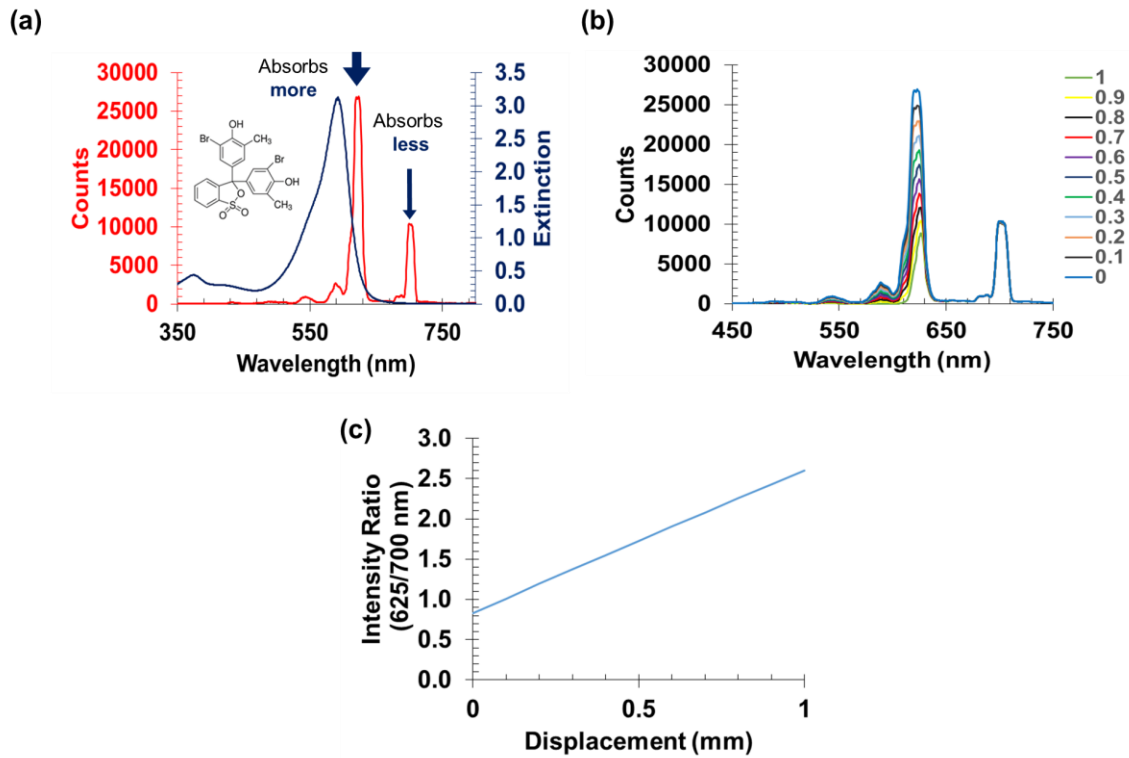 (a)
Absorbs
more
Absorbs
less
30000
25000
20000
15000
10000
5000
0
Counts
3.5
3.0
2.5
2.0
1.5
1.0
0.5
0.0
Extinction
OH
Br
CH₃
Br
OH
O
S
O
O
CH₃
350
550
750
Wavelength (nm)
(b)
30000
25000
20000
15000
10000
5000
0
Counts
450
550
650
750
Wavelength (nm)
1
0.9
0.8
0.7
0.6
0.5
0.4
0.3
0.2
0.1
0
(c)
3.0
2.5
2.0
1.5
1.0
0.5
0.0
Intensity Ratio
(625/700 nm)
0
0.5
1
Displacement (mm)